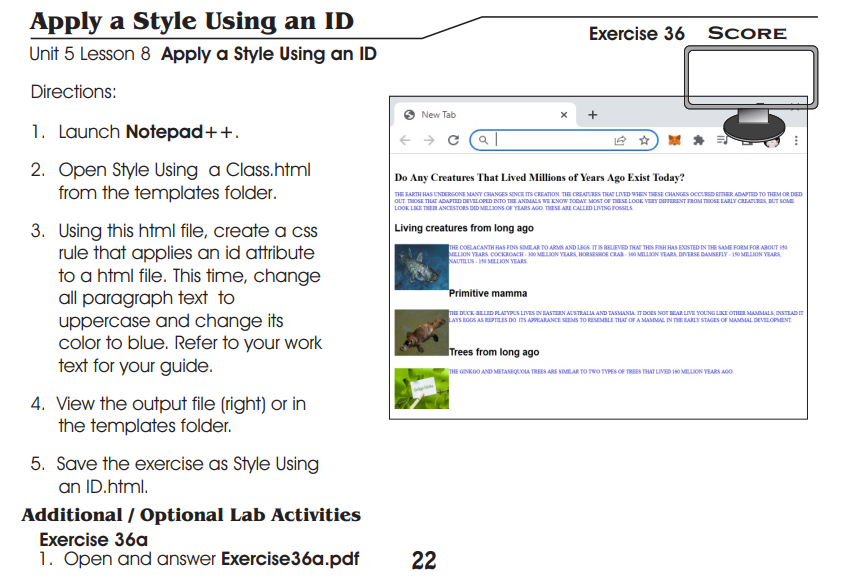 Apply a Style Using an ID
Exercise 36 SCORE
Unit 5 Lesson 8 Apply a Style Using an ID
Directions:
1. Launch Notepad++.
2. Open Style Using a Class.html
from the templates folder.
3. Using this html file, create a css
rule that applies an id attribute
to a html file. This time, change
all paragraph text to
uppercase and change its
color to blue. Refer to your work
text for your guide.
4. View the output file (right) or in
the templates folder.
5. Save the exercise as Style Using
an ID.html.
Additional / Optional Lab Activities
Exercise 36a
1. Open and answer Exercise36a.pdf
New Tab
Do Any Creatures That Lived Millions of Years Ago Exist Today?
THE EARTH HAS UNDERGONE MANY CHANGES SINCE ITS CREATION. THE CREATURES THAT LIVED WHEN THESE CHANGES OCCURED EITHER ADAPTED TO THEM OR DIED
OUT. THOSE THAT ADAPTED DEVELOPED INTO THE ANIMALS WE KNOW TODAY. MOST OF THESE LOOK VERY DIFFERENT FROM THOSE EARLY CREATURES, BUT SOME
LOOK LIKE THEIR ANCESTORS DID MILLIONS OF YEARS AGO. THESE ARE CALLED LIVING FOSSILS.
Living creatures from long ago
THE COELACANTH HAS FINS SIMILAR TO ARMS AND LEGS. IT IS BELIEVED THAT THIS FISH HAS EXISTED IN THE SAME FORM FOR ABOUT 350
MILLION YEARS. COCKROACH - 300 MILLION YEARS, HORSESHOE CRAB - 300 MILLION YEARS, DIVERSE DAMSEFLY - 150 MILLION YEARS,
NAUTILUS - 150 MILLION YEARS.
Primitive mamma
THE DUCK-BILLED PLATYPUS LIVES IN EASTERN AUSTRALIA AND TASMANIA. IT DOES NOT BEAR LIVE YOUNG LIKE OTHER MAMMALS, INSTEAD IT
LAYS EGGS AS REPTILES DO. ITS APPEARANCE SEEMS TO RESEMBLE THAT OF A MAMMAL IN THE EARLY STAGES OF MAMMAL DEVELOPMENT.
Trees from long ago
THE GINKGO AND METASEQUOIA TREES ARE SIMILAR TO TWO TYPES OF TREES THAT LIVED 160 MILLION YEARS AGO.
22